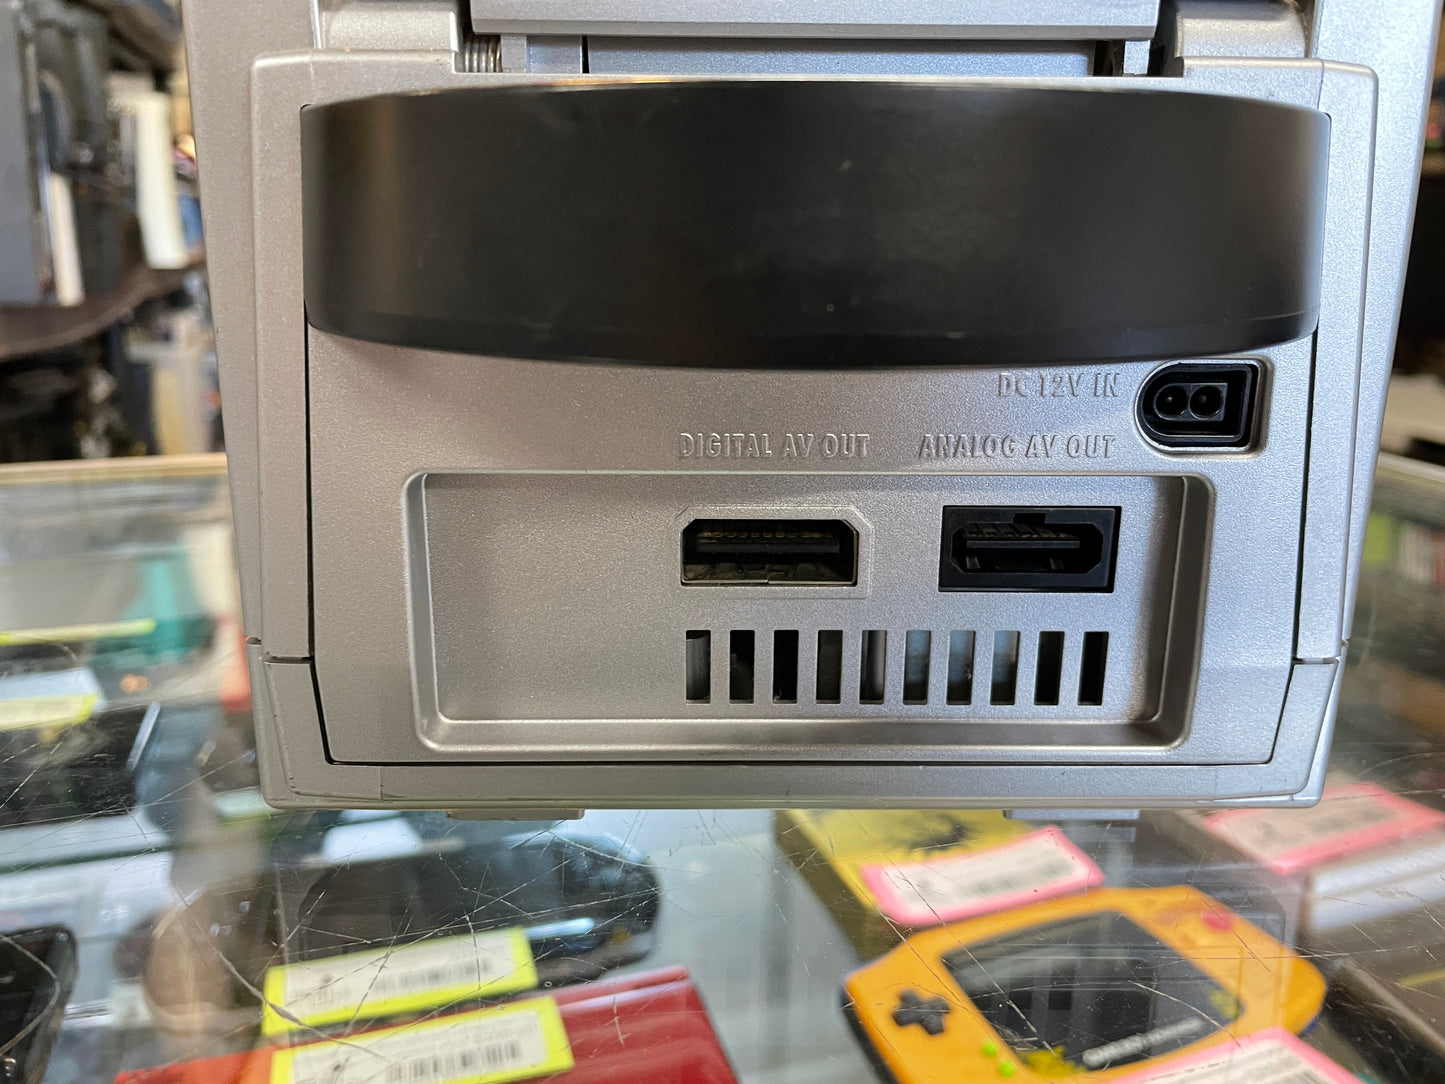 DC 12V IN
DIGITAL AV OUT
ANALOG AV OUT